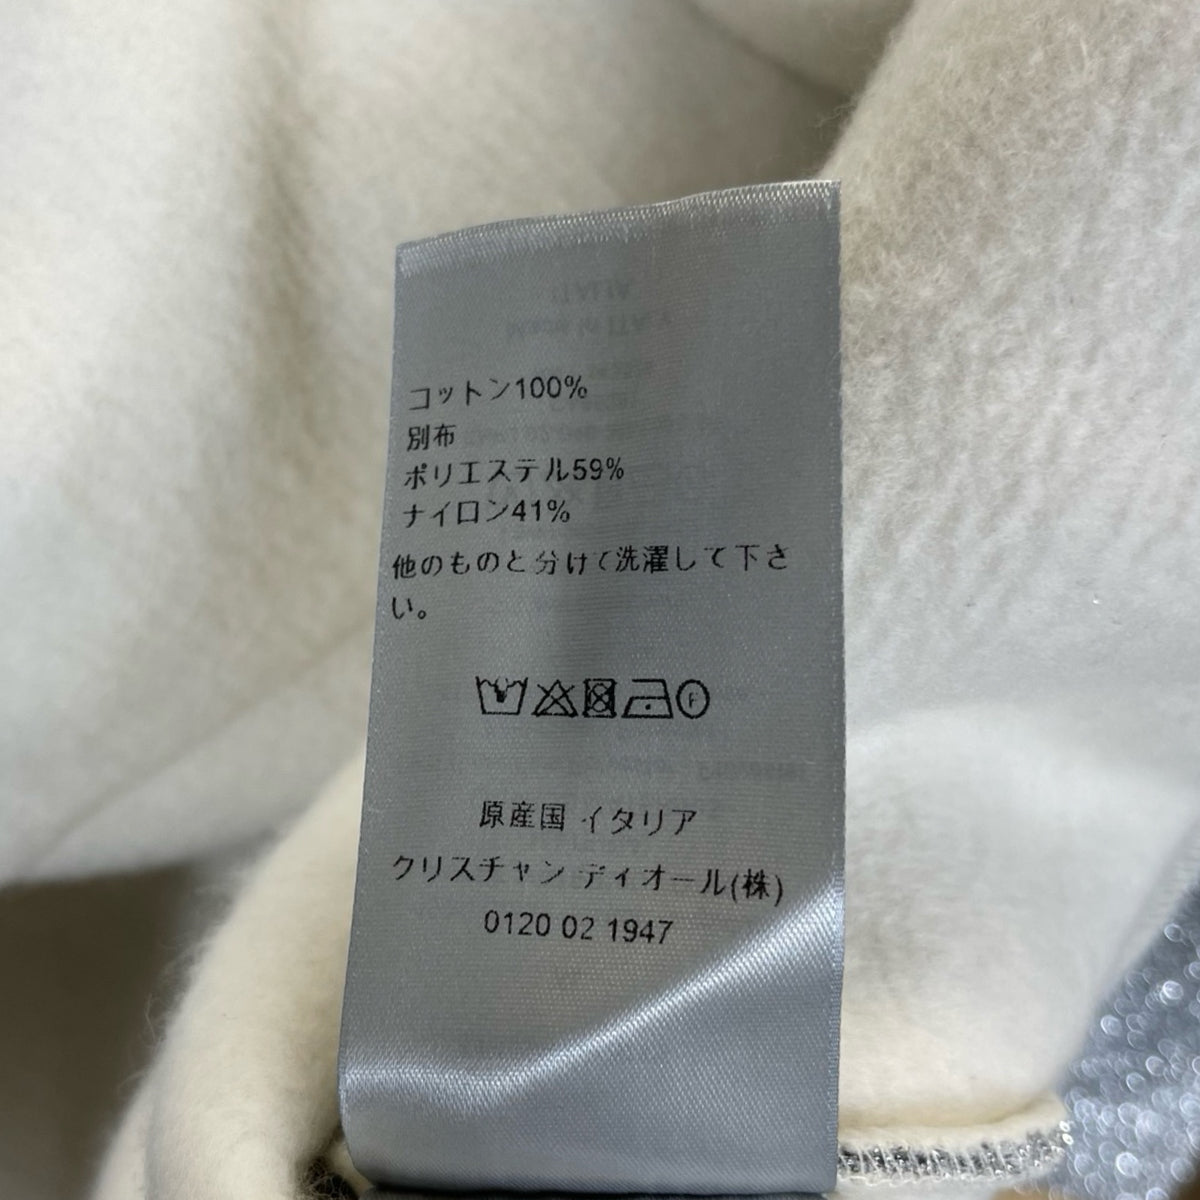 コットン100%
別布
ポリエステル59%
ナイロン41%
他のものと分けて洗濯して下さ
い。
F
原産国 イタリア
クリスチャン ディオール(株)
0120 02 1947